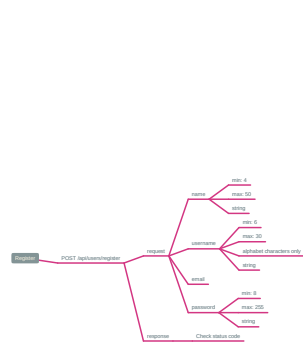 min: 4
name
max: 50
string
min: 6
max: 30
username
alphabet characters only
string
Register
POST /api/users/register
request
email
min: 8
password
max: 255
string
response
Check status code